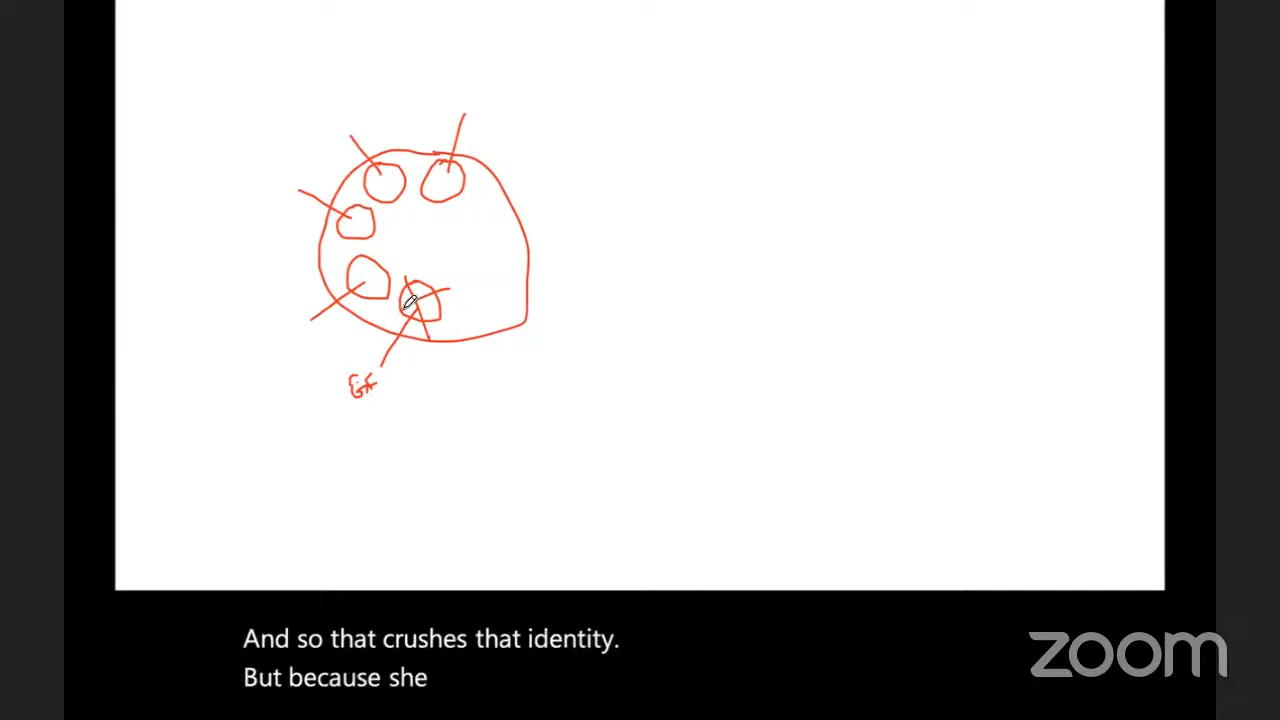 And so that crushes that identity.
But because she
zoom